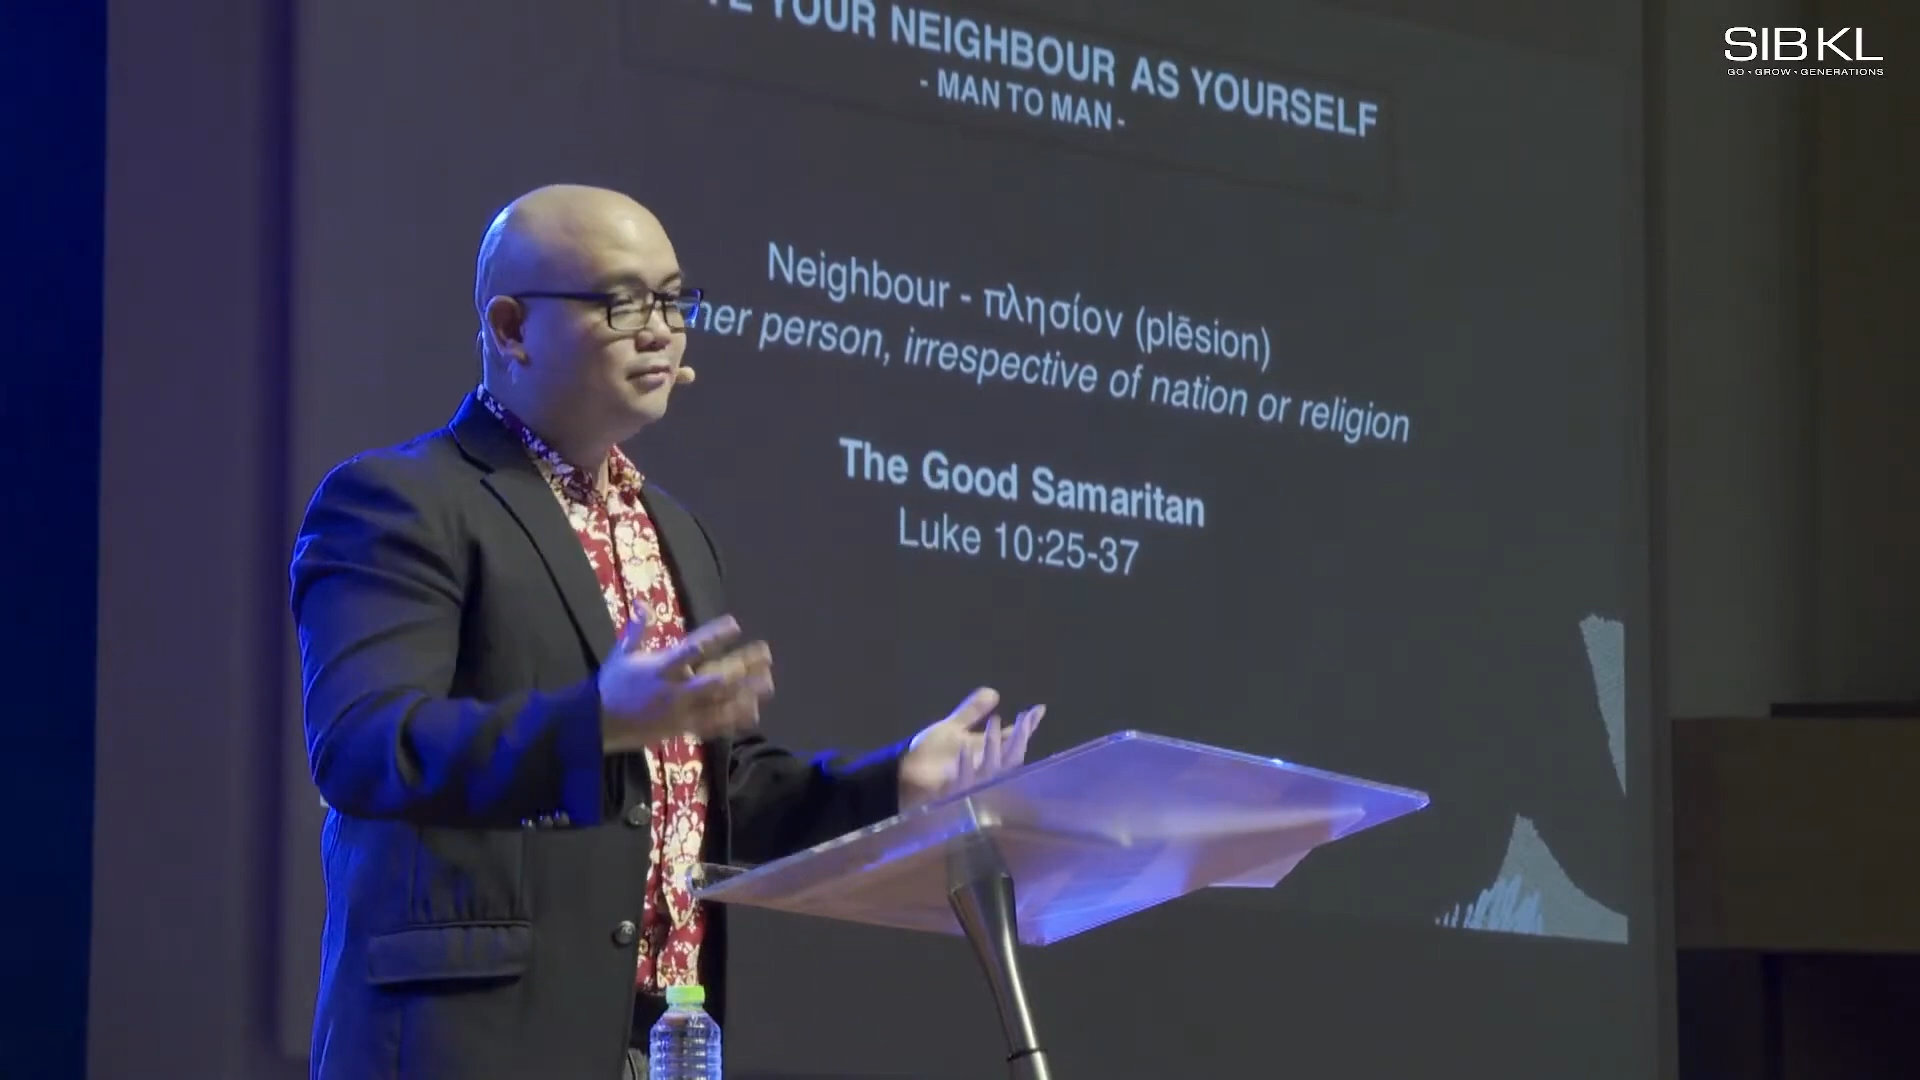 SIBKL
GO • GROW • GENERATIONS
YOUR NEIGHBOUR AS YOURSELF
- MAN TO MAN -
Neighbour - πλησίον (plēsion)
person, irrespective of nation or religion
The Good Samaritan
Luke 10:25-37